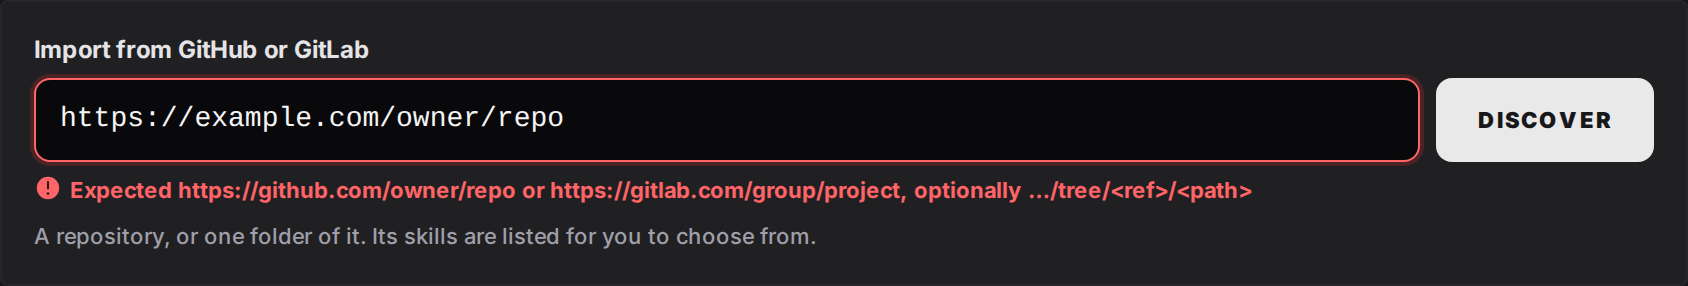 Import from GitHub or GitLab
https://example.com/owner/repo
DISCOVER
Expected https://github.com/owner/repo or https://gitlab.com/group/project, optionally .../tree/<ref>/<path>
A repository, or one folder of it. Its skills are listed for you to choose from.